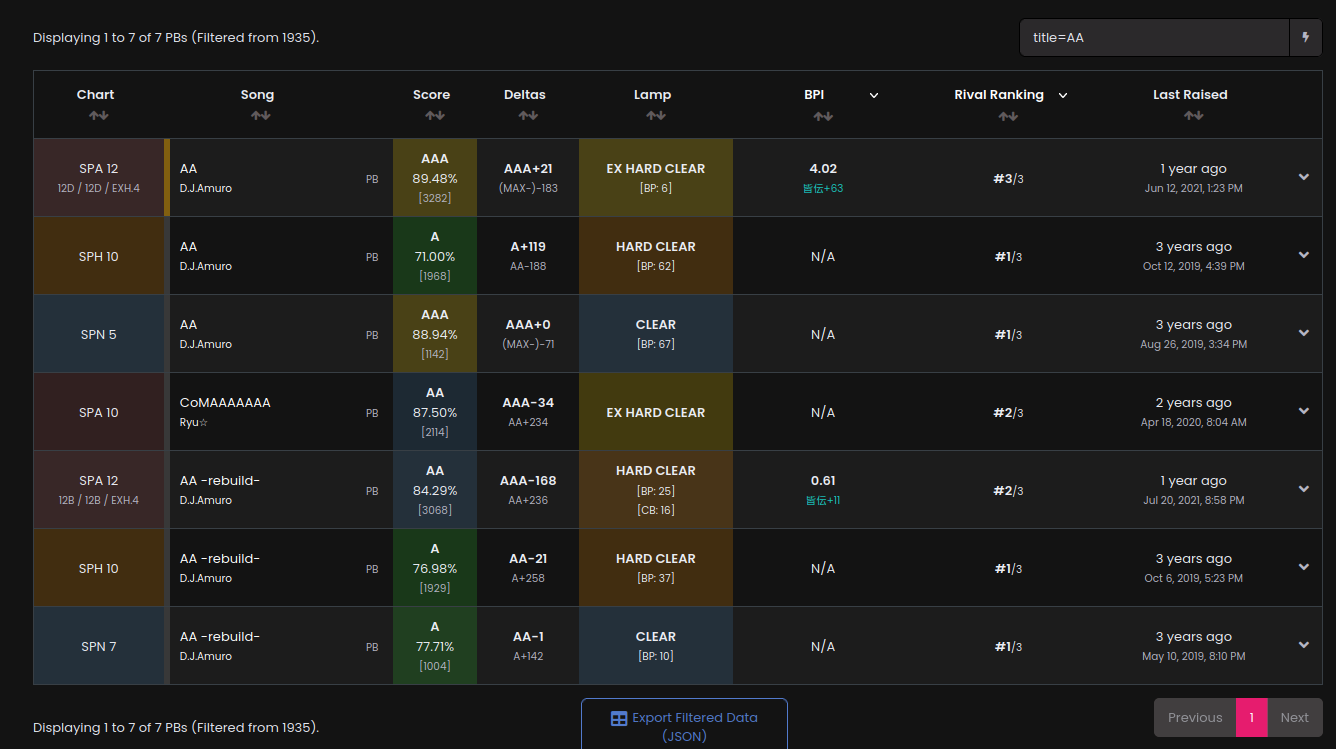 Displaying 1 to 7 of 7 PBs (Filtered from 1935).
title=AA
Chart Song Score Deltas Lamp BPI Rival Ranking Last Raised
SPA 12
12D / 12D / EXH.4
AA
D.J.Amuro
PB
AAA
89.48%
[3282]
AAA+21
(MAX-)-183
EX HARD CLEAR
[BP: 6]
4.02
皆伝+63
#3/3
1 year ago
Jun 12, 2021, 1:23 PM
SPH 10
AA
D.J.Amuro
PB
A
71.00%
[1968]
A+119
AA-188
HARD CLEAR
[BP: 62]
N/A
#1/3
3 years ago
Oct 12, 2019, 4:39 PM
SPN 5
AA
D.J.Amuro
PB
AAA
88.94%
[1142]
AAA+0
(MAX-)-71
CLEAR
[BP: 67]
N/A
#1/3
3 years ago
Aug 26, 2019, 3:34 PM
SPA 10
CoMAAAAAAA
Ryu☆
PB
AA
87.50%
[2114]
AAA-34
AA+234
EX HARD CLEAR
N/A
#2/3
2 years ago
Apr 18, 2020, 8:04 AM
SPA 12
12B / 12B / EXH.4
AA -rebuild-
D.J.Amuro
PB
AA
84.29%
[3068]
AAA-168
AA+236
HARD CLEAR
[BP: 25]
[CB: 16]
0.61
皆伝+11
#2/3
1 year ago
Jul 20, 2021, 8:58 PM
SPH 10
AA -rebuild-
D.J.Amuro
PB
A
76.98%
[1929]
AA-21
A+258
HARD CLEAR
[BP: 37]
N/A
#1/3
3 years ago
Oct 6, 2019, 5:23 PM
SPN 7
AA -rebuild-
D.J.Amuro
PB
A
77.71%
[1004]
AA-1
A+142
CLEAR
[BP: 10]
N/A
#1/3
3 years ago
May 10, 2019, 8:10 PM
Displaying 1 to 7 of 7 PBs (Filtered from 1935).
Export Filtered Data
(JSON)
Previous 1 Next